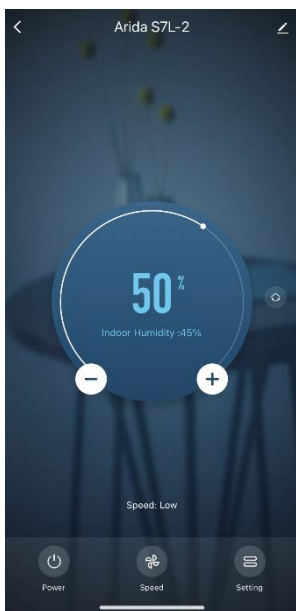 Arida S7L-2
50%
Indoor Humidity :45%
Speed: Low
Power
Speed
Setting